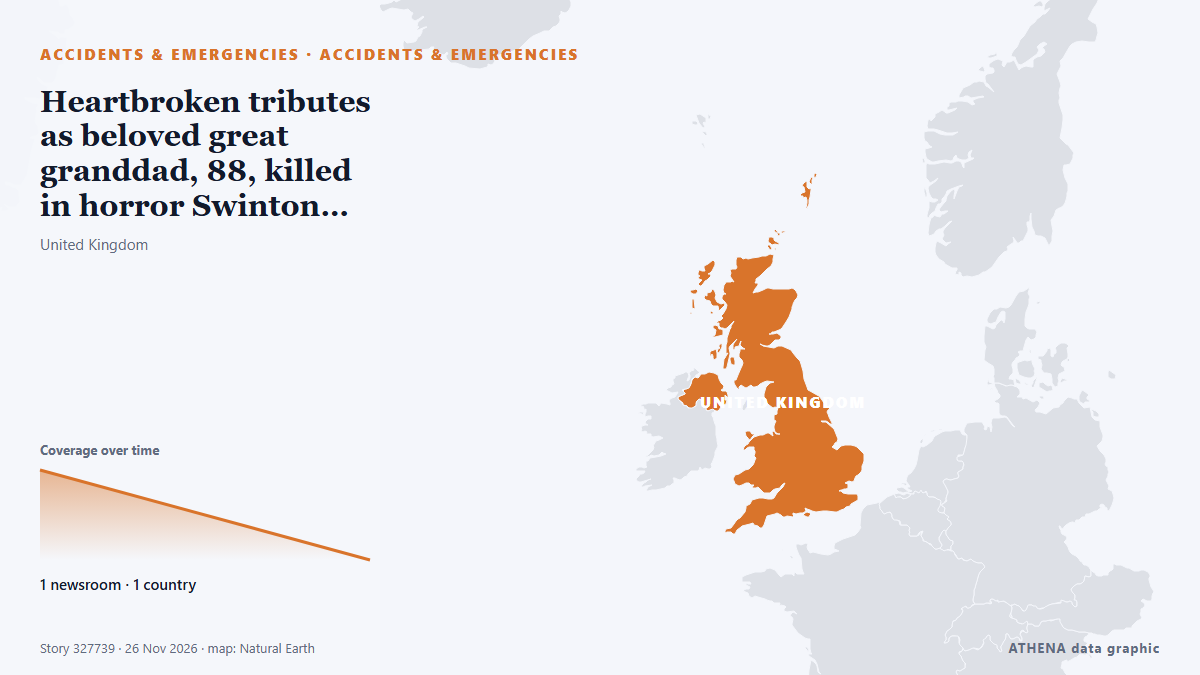 ACCIDENTS & EMERGENCIES · ACCIDENTS & EMERGENCIES
Heartbroken tributes
as beloved great
granddad, 88, killed
in horror Swinton...
United Kingdom
UNITED KINGDOM
Coverage over time
1 newsroom · 1 country
Story 327739 · 26 Nov 2026 · map: Natural Earth
ATHENA data graphic